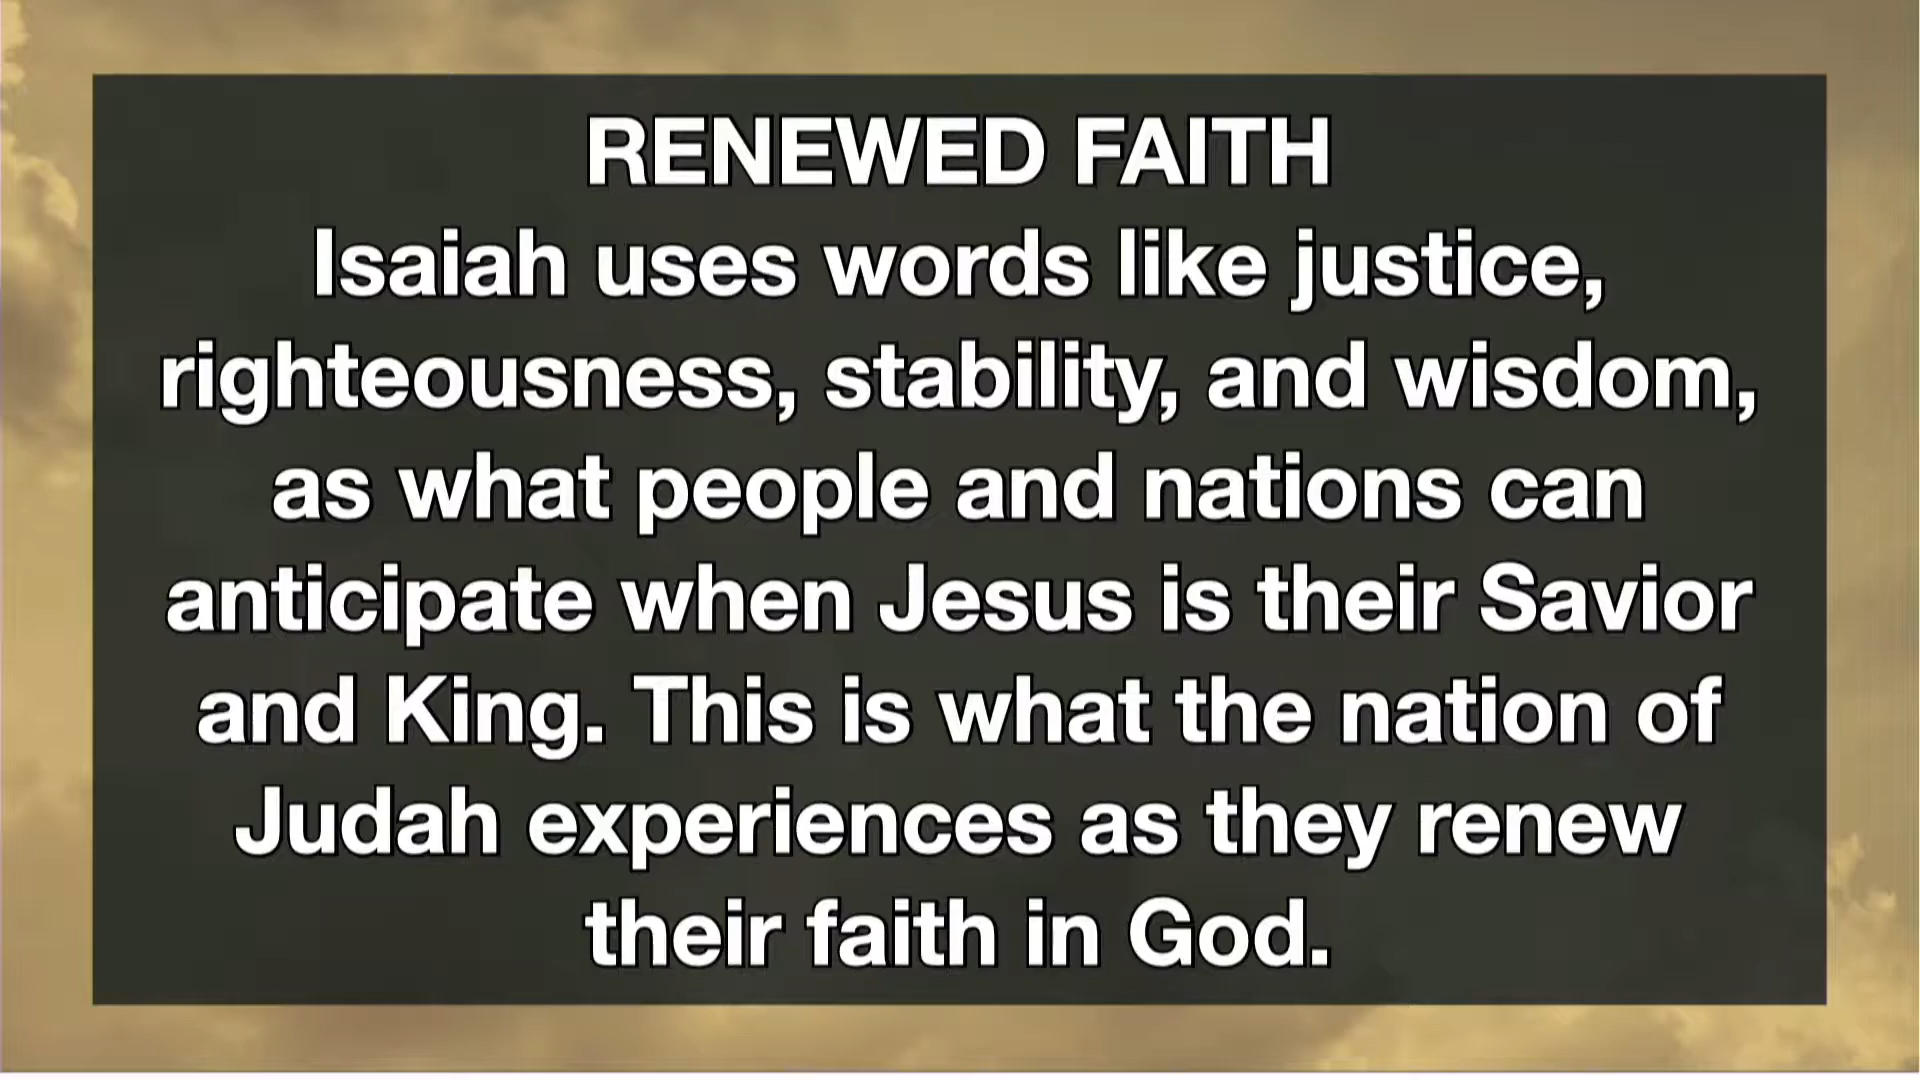 RENEWED FAITH
Isaiah uses words like justice,
righteousness, stability, and wisdom,
as what people and nations can
anticipate when Jesus is their Savior
and King. This is what the nation of
Judah experiences as they renew
their faith in God.